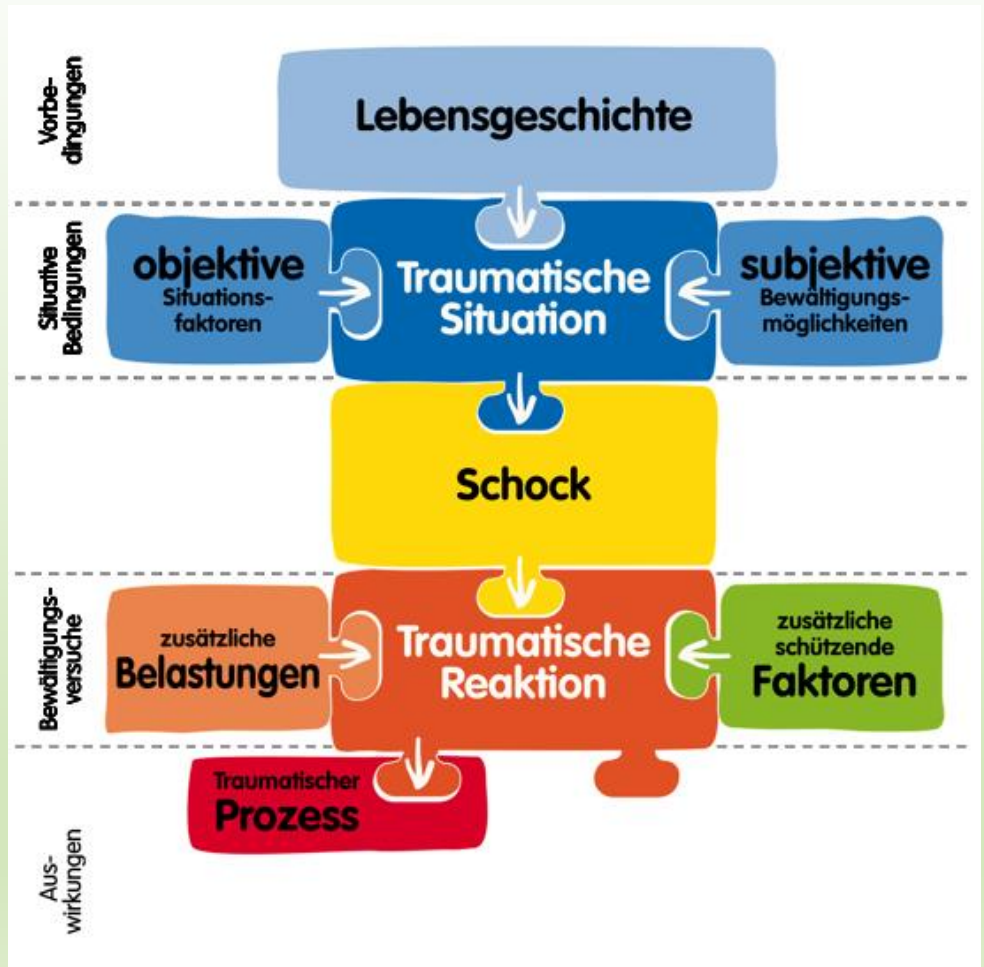 Vorbe-
dingungen
Lebensgeschichte
Situative
Bedingungen
objektive
Situations-
faktoren
Traumatische
Situation
subjektive
Bewältigungs-
möglichkeiten
Schock
Bewältigungs-
versuche
zusätzliche
Belastungen
Traumatische
Reaktion
zusätzliche
schützende
Faktoren
Aus-
wirkungen
Traumatischer
Prozess